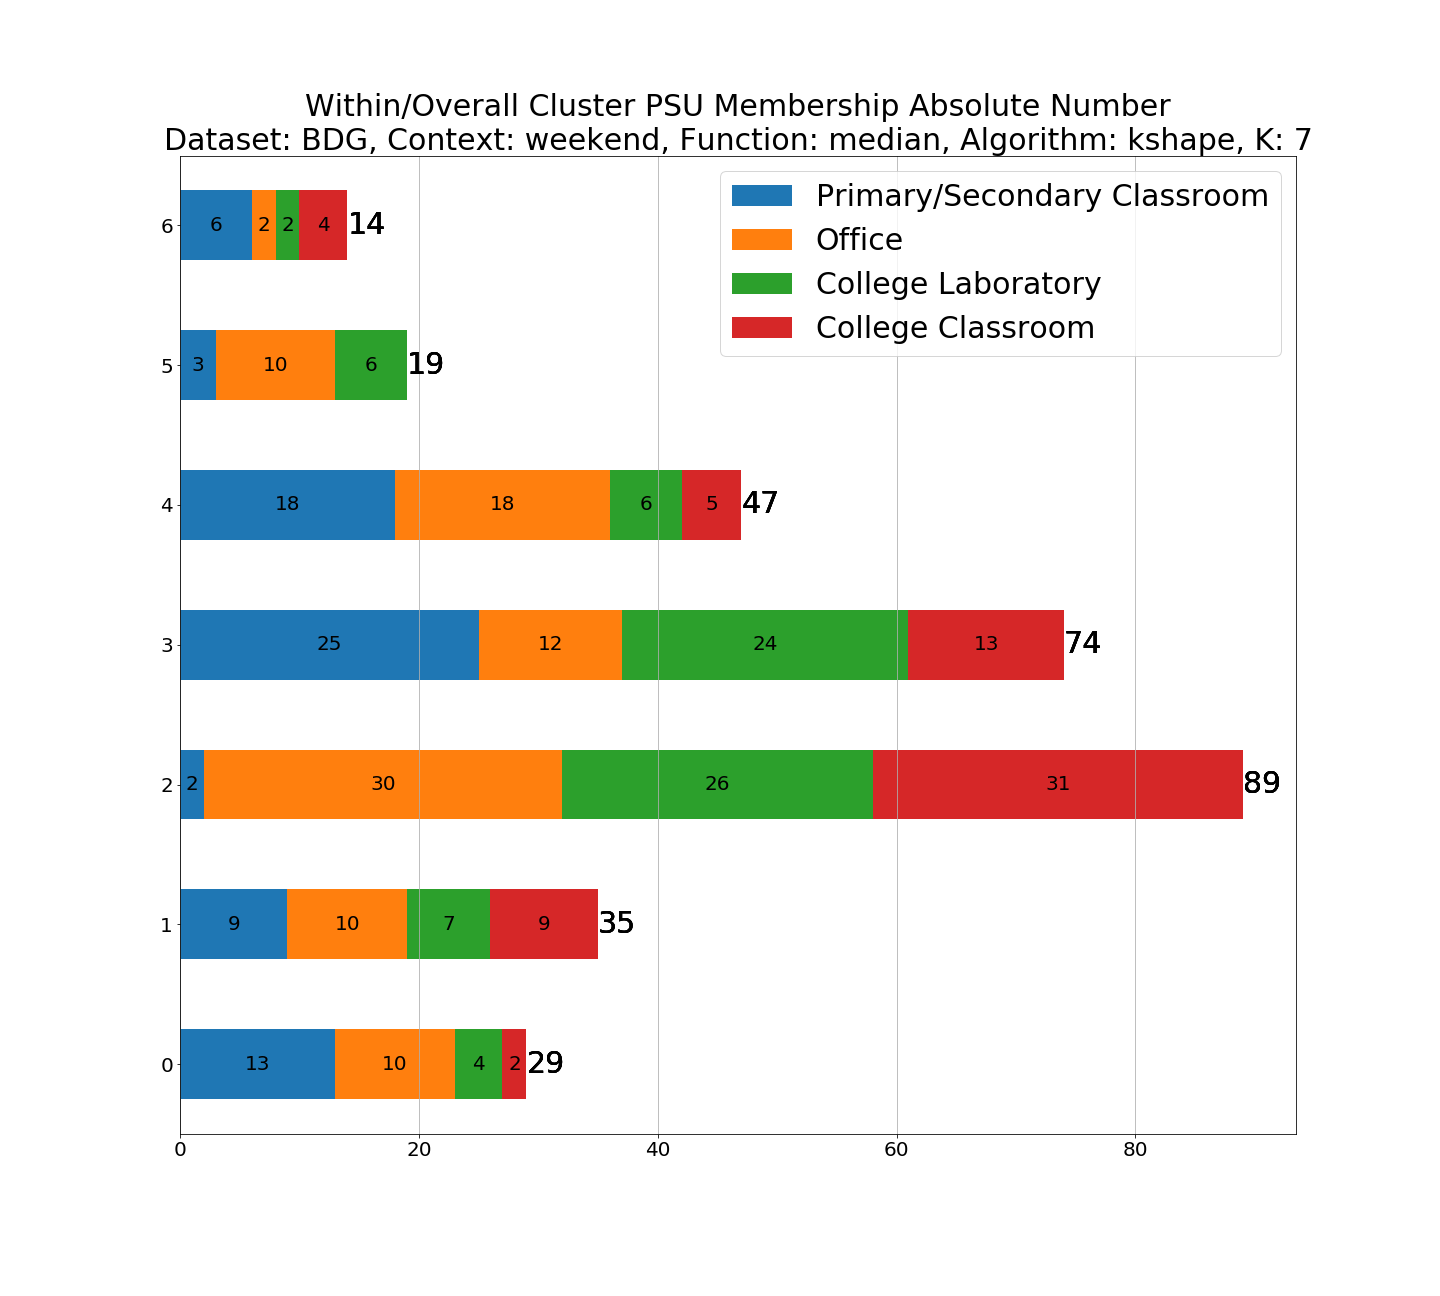 Within/Overall Cluster PSU Membership Absolute Number
Dataset: BDG, Context: weekend, Function: median, Algorithm: kshape, K: 7
Primary/Secondary Classroom
Office
College Laboratory
College Classroom
6 6 2 2 4 14
5 3 10 6 19
4 18 18 6 5 47
3 25 12 24 13 74
2 2 30 26 31 89
1 9 10 7 9 35
0 13 10 4 2 29
0 20 40 60 80